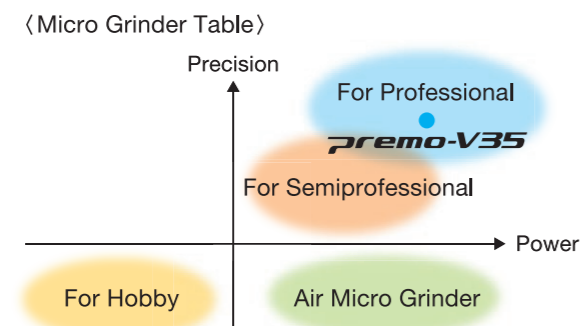 〈Micro Grinder Table〉
Precision
For Professional
premo-V35
For Semiprofessional
Power
For Hobby
Air Micro Grinder